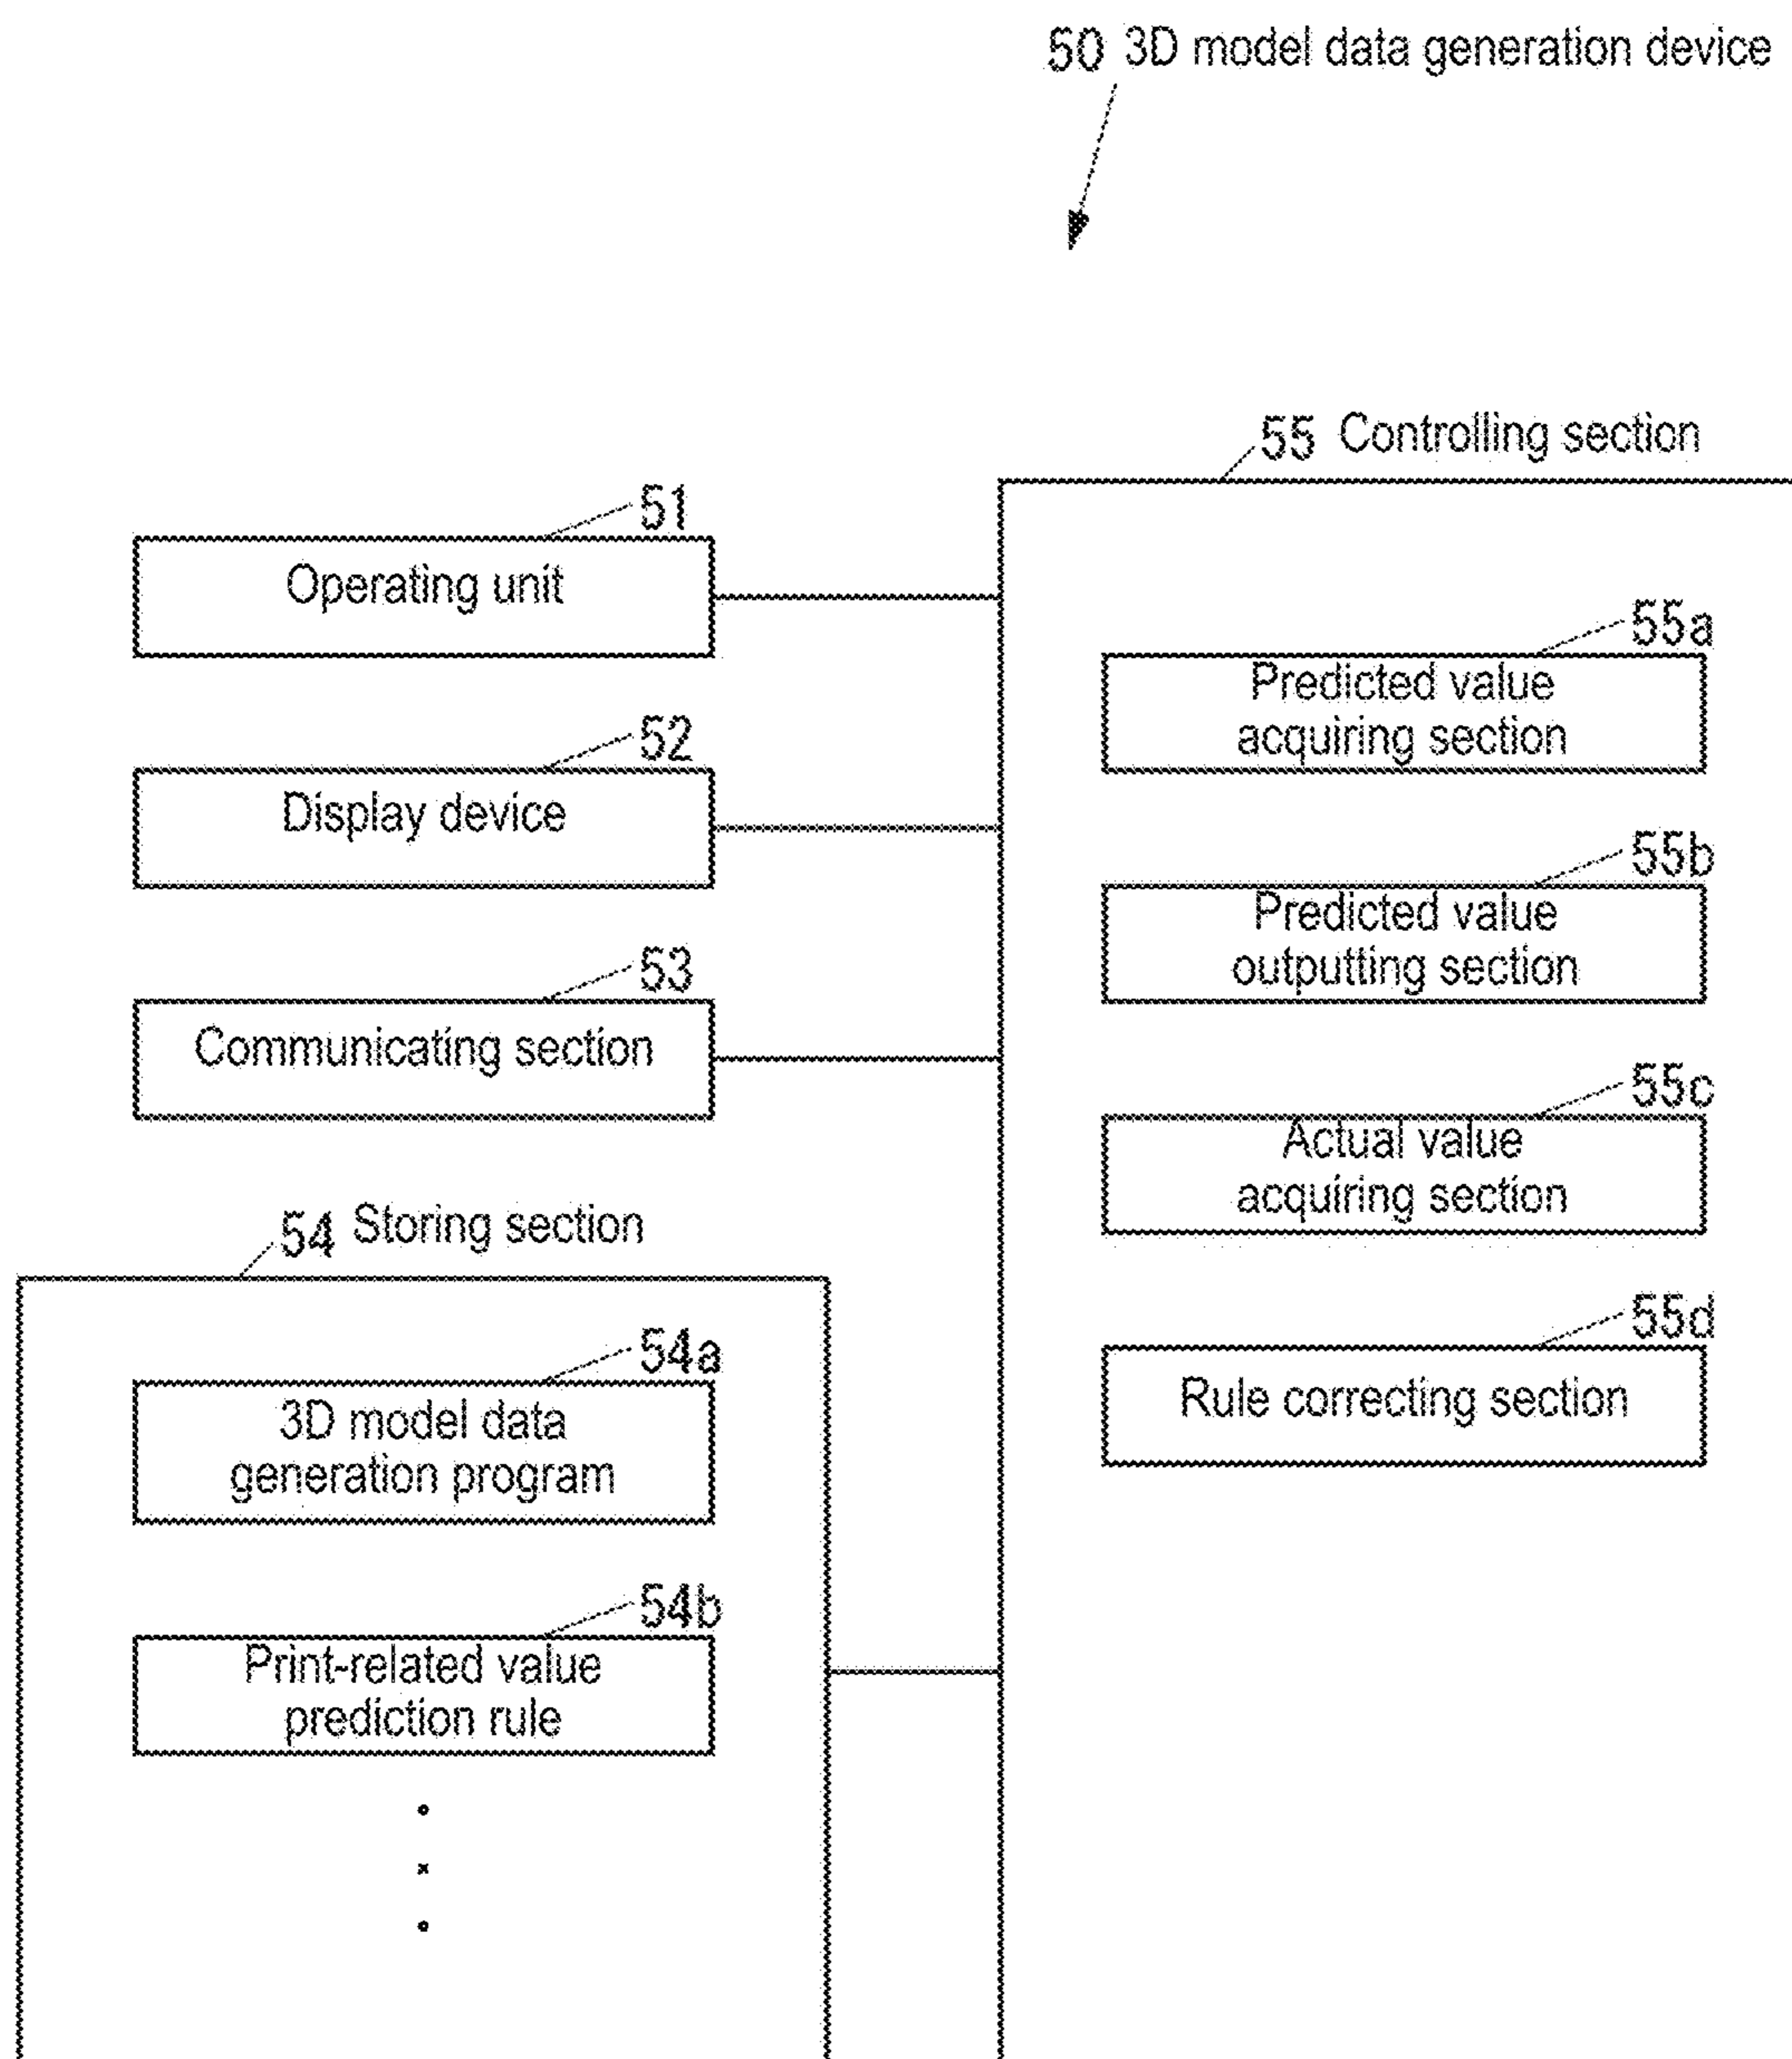 50 3D model data generation device
55 Controlling section
51
Operating unit
52
Display device
53
Communicating section
54 Storing section
54a
3D model data
generation program
54b
Print-related value
prediction rule
55a
Predicted value
acquiring section
55b
Predicted value
outputting section
55c
Actual value
acquiring section
55d
Rule correcting section